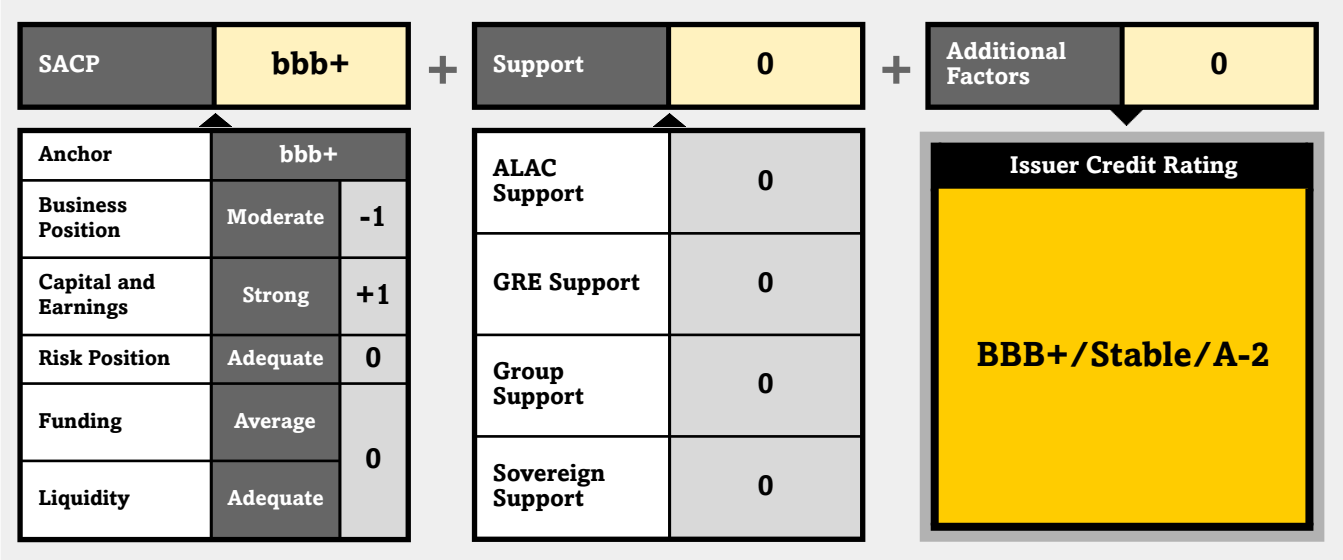 SACP bbb+ + Support 0 + Additional Factors 0
Anchor bbb+
Business Position Moderate -1
Capital and Earnings Strong +1
Risk Position Adequate 0
Funding Average
Liquidity Adequate
0
ALAC Support 0
GRE Support 0
Group Support 0
Sovereign Support 0
Issuer Credit Rating
BBB+/Stable/A-2